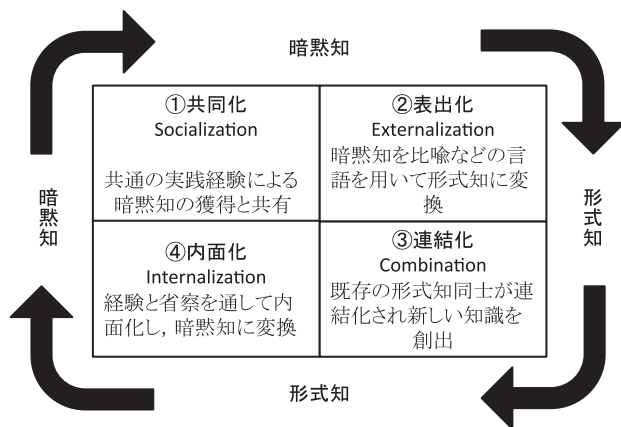 暗黙知
①共同化
Socialization
共通の実践経験による
暗黙知の獲得と共有
②表出化
Externalization
暗黙知を比喩などの言
語を用いて形式知に変
換
暗黙知
形式知
④内面化
Internalization
経験と省察を通して内
面化し，暗黙知に変換
③連結化
Combination
既存の形式知同士が連
結化され新しい知識を
創出
形式知